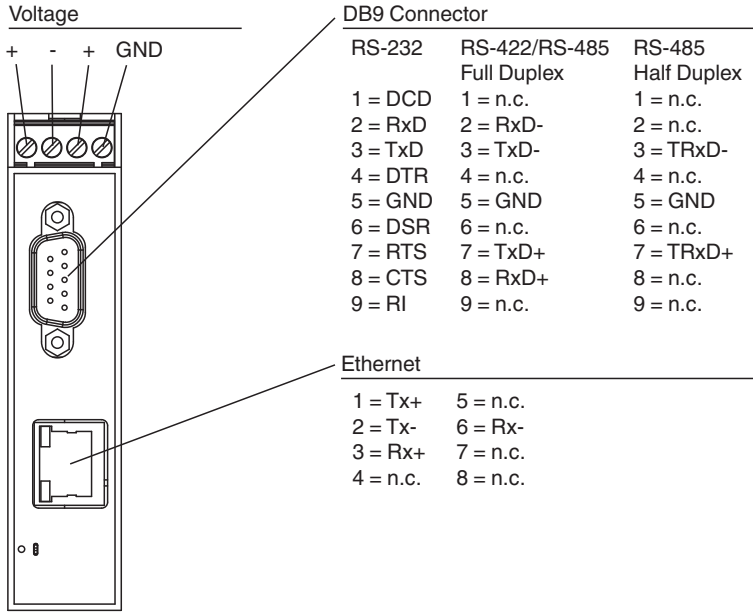 Voltage
+ - + GND
DB9 Connector
RS-232 RS-422/RS-485 RS-485
Full Duplex Half Duplex
1 = DCD 1 = n.c. 1 = n.c.
2 = RxD 2 = RxD- 2 = n.c.
3 = TxD 3 = TxD- 3 = TRxD-
4 = DTR 4 = n.c. 4 = n.c.
5 = GND 5 = GND 5 = GND
6 = DSR 6 = n.c. 6 = n.c.
7 = RTS 7 = TxD+ 7 = TRxD+
8 = CTS 8 = RxD+ 8 = n.c.
9 = RI 9 = n.c. 9 = n.c.
Ethernet
1 = Tx+ 5 = n.c.
2 = Tx- 6 = Rx-
3 = Rx+ 7 = n.c.
4 = n.c. 8 = n.c.